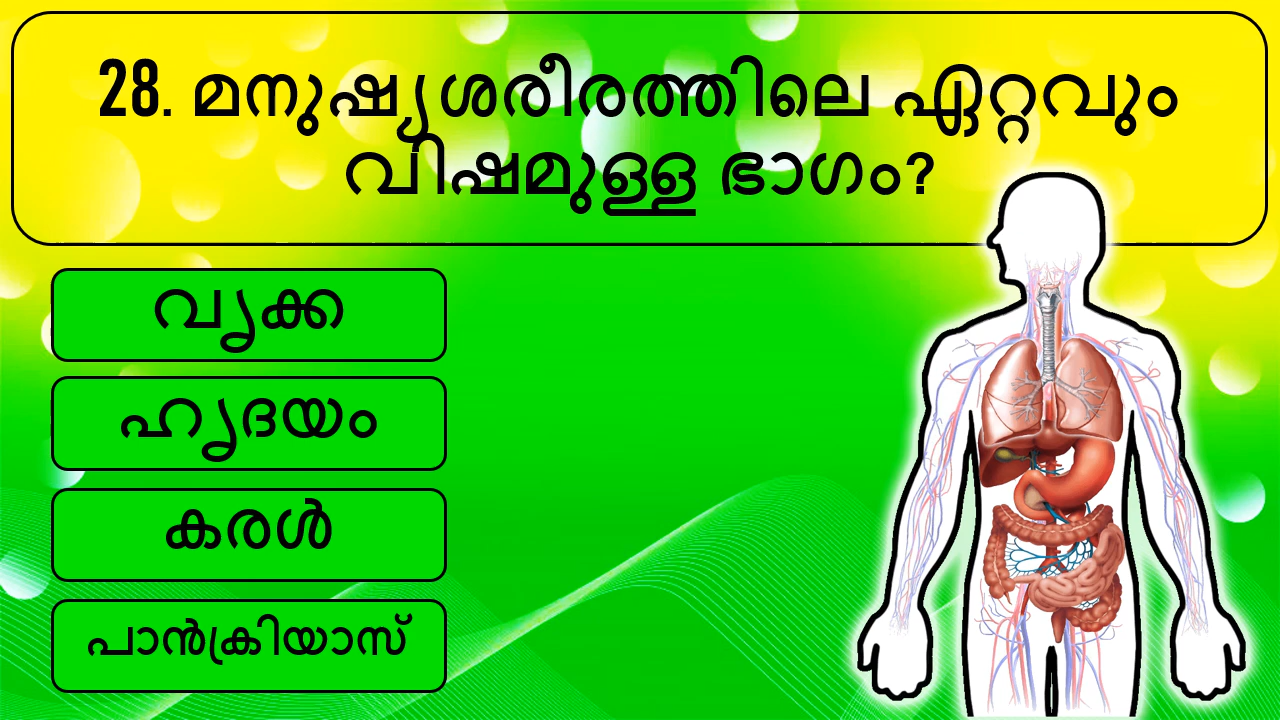 28. മനുഷ്യശരീരത്തിലെ ഏറ്റവും
വിഷമുള്ള ഭാഗം?
വൃക്ക
ഹൃദയം
കരൾ
പാൻക്രിയാസ്